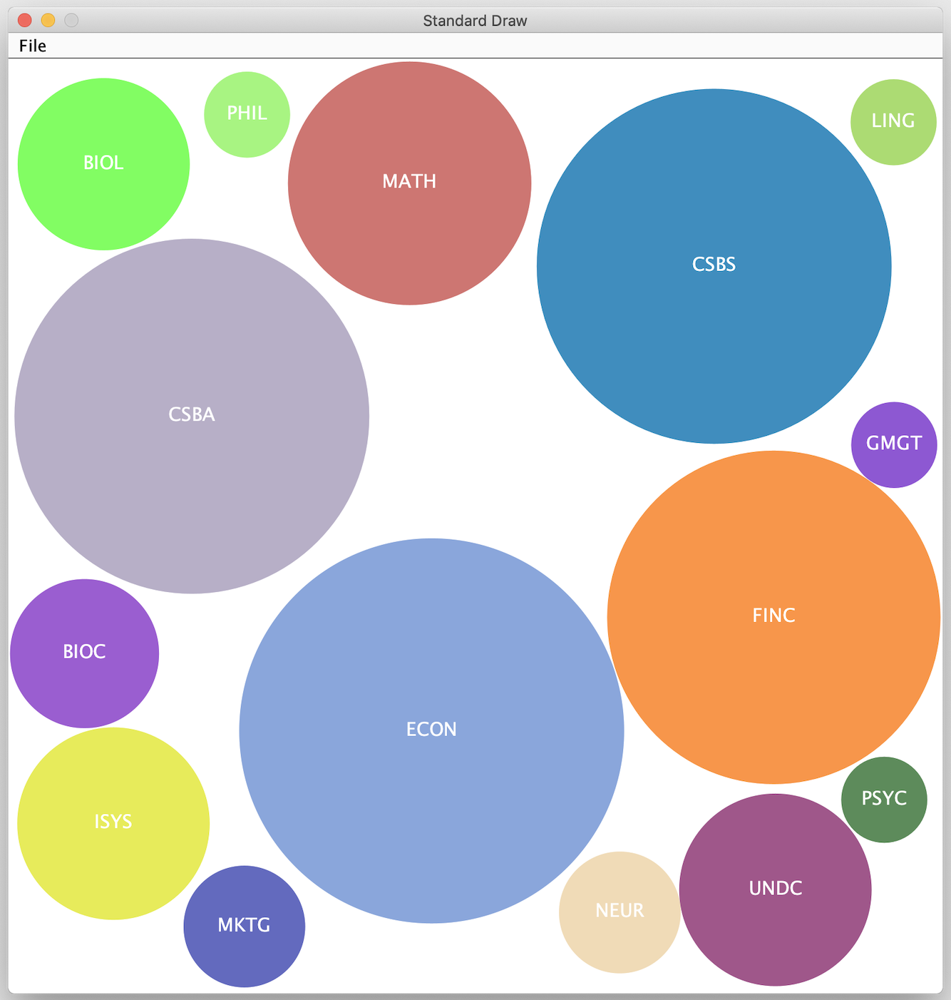 Standard Draw
File
PHIL
LING
BIOL
MATH
CSBS
CSBA
GMGT
FINC
BIOC
ECON
PSYC
ISYS
UNDC
NEUR
MKTG